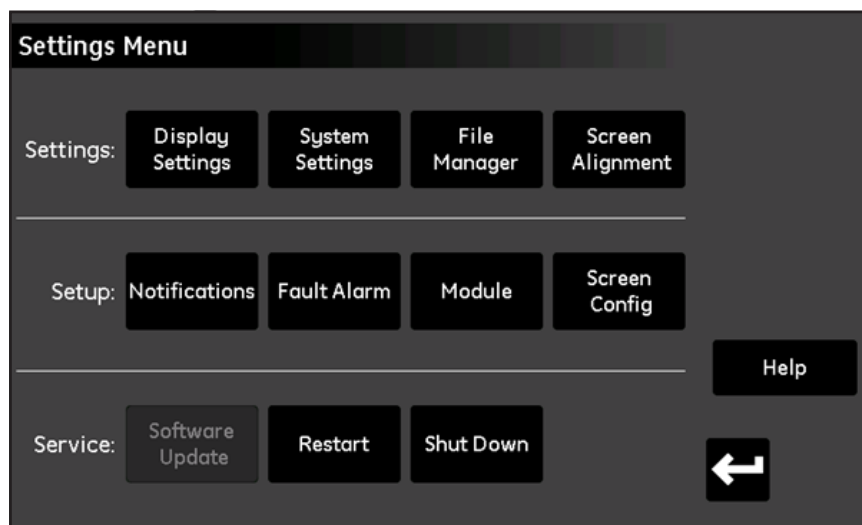 Settings Menu
Settings:
Display
Settings
System
Settings
File
Manager
Screen
Alignment
Setup:
Notifications
Fault Alarm
Module
Screen
Config
Help
Service:
Software
Update
Restart
Shut Down